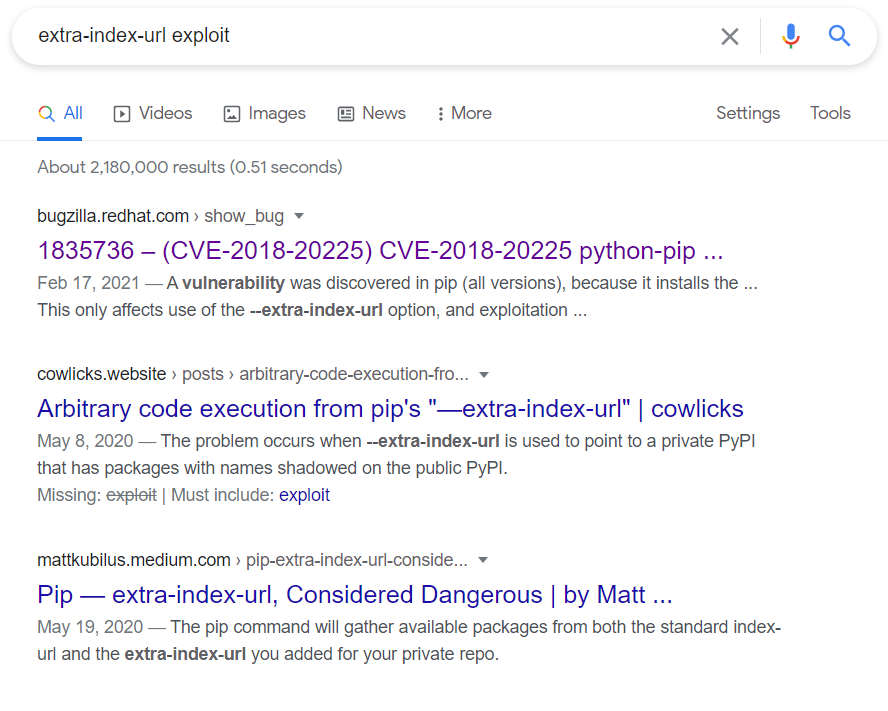 extra-index-url exploit
All Videos Images News More Settings Tools
About 2,180,000 results (0.51 seconds)
bugzilla.redhat.com › show_bug
1835736 – (CVE-2018-20225) CVE-2018-20225 python-pip ...
Feb 17, 2021 — A vulnerability was discovered in pip (all versions), because it installs the ...
This only affects use of the --extra-index-url option, and exploitation ...
cowlicks.website › posts › arbitrary-code-execution-fro...
Arbitrary code execution from pip's "—extra-index-url" | cowlicks
May 8, 2020 — The problem occurs when --extra-index-url is used to point to a private PyPI
that has packages with names shadowed on the public PyPI.
Missing: exploit | Must include: exploit
mattkubilus.medium.com › pip-extra-index-url-conside...
Pip — extra-index-url, Considered Dangerous | by Matt ...
May 19, 2020 — The pip command will gather available packages from both the standard index-
url and the extra-index-url you added for your private repo.